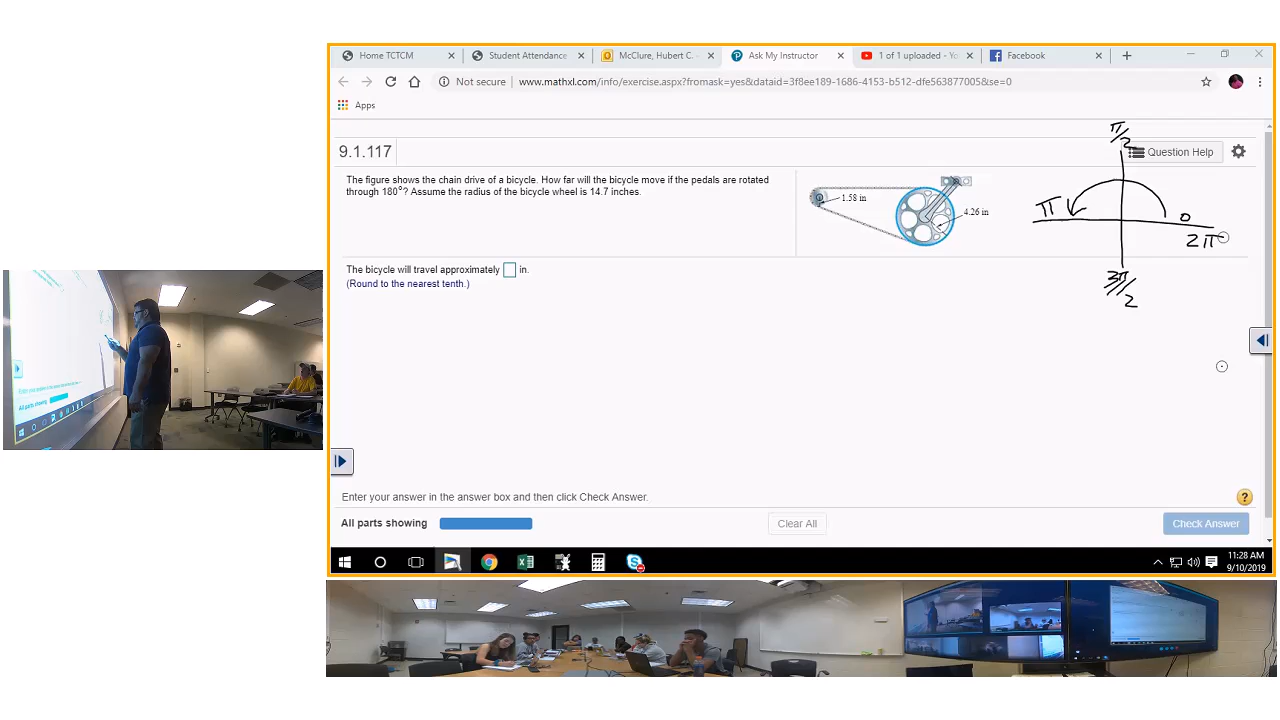 Home TCTCM
Student Attendance
McClure, Hubert C.
Ask My Instructor
1 of 1 uploaded - Yo
Facebook
Not secure
www.mathxl.com/info/exercise.aspx?fromask=yes&dataid=3f8ee189-1686-4153-b512-dfe563877005&se=0
Apps
9.1.117
Question Help
The figure shows the chain drive of a bicycle. How far will the bicycle move if the pedals are rotated
through 180°? Assume the radius of the bicycle wheel is 14.7 inches.
1.58 in
4.26 in
π/2
π
0
2π
3π/2
The bicycle will travel approximately in.
(Round to the nearest tenth.)
Enter your answer in the answer box and then click Check Answer.
?
All parts showing
Clear All
Check Answer
11:28 AM
9/10/2019
All parts showing